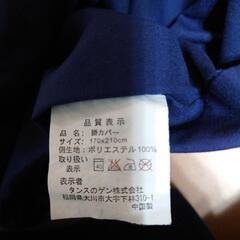 品質表示
品 名: 掛カバー
サイズ: 170x210cm
側生地: ポリエステル 100%
取り扱い
表示
表示者
タンスのゲン株式会社
福岡県大川市大字下林310-1
中国製